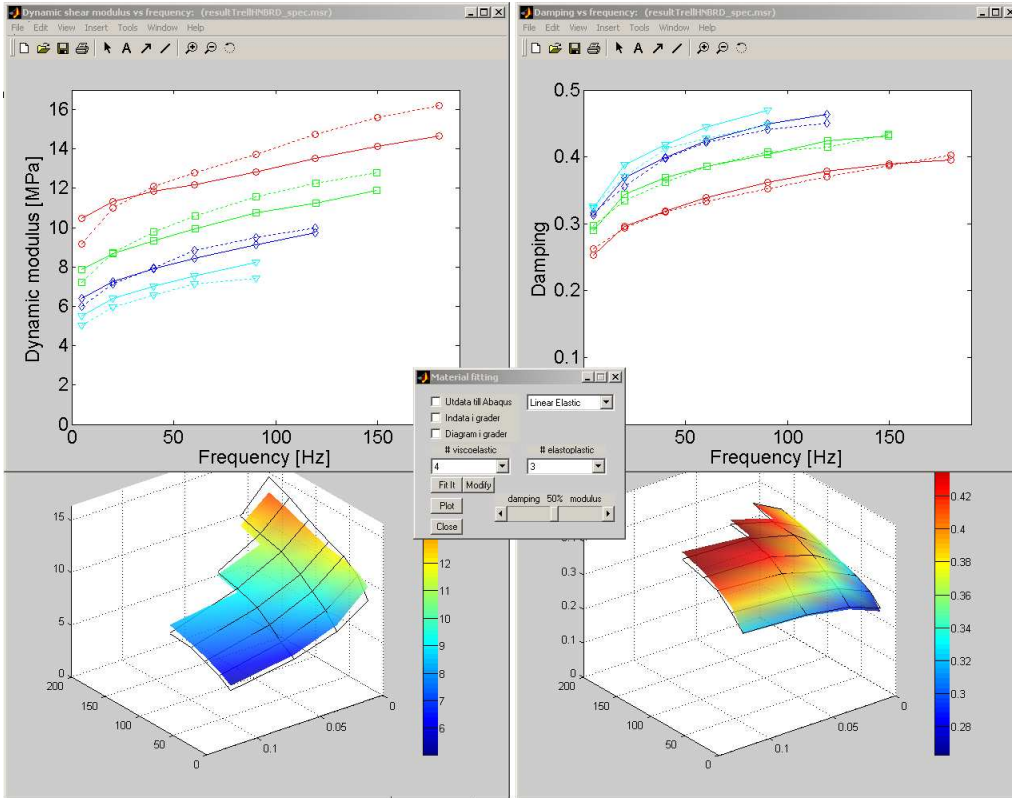 Dynamic shear modulus vs frequency: (resultTrellHNBRD_spec.msr)
File Edit View Insert Tools Window Help
A
16
14
12
10
8
6
4
2
0
Dynamic modulus [MPa]
0 50 100 150
Frequency [Hz]
Damping vs frequency: (resultTrellHNBRD_spec.msr)
File Edit View Insert Tools Window Help
A
0.5
0.4
0.3
0.2
0.1
Damping
50 100 150
Frequency [Hz]
Material fitting
Utdata till Abaqus
Linear Elastic
Indata i grader
Diagram i grader
# viscoelastic # elastoplastic
4 3
Fit It Modify
Plot
damping 50% modulus
Close
15
10
5
0
200
150
100
50
0
0.1
0.05
0
12
11
10
9
8
7
6
0.3
0.2
0.1
0
200
150
100
50
0
0.1
0.05
0
0.42
0.4
0.38
0.36
0.34
0.32
0.3
0.28